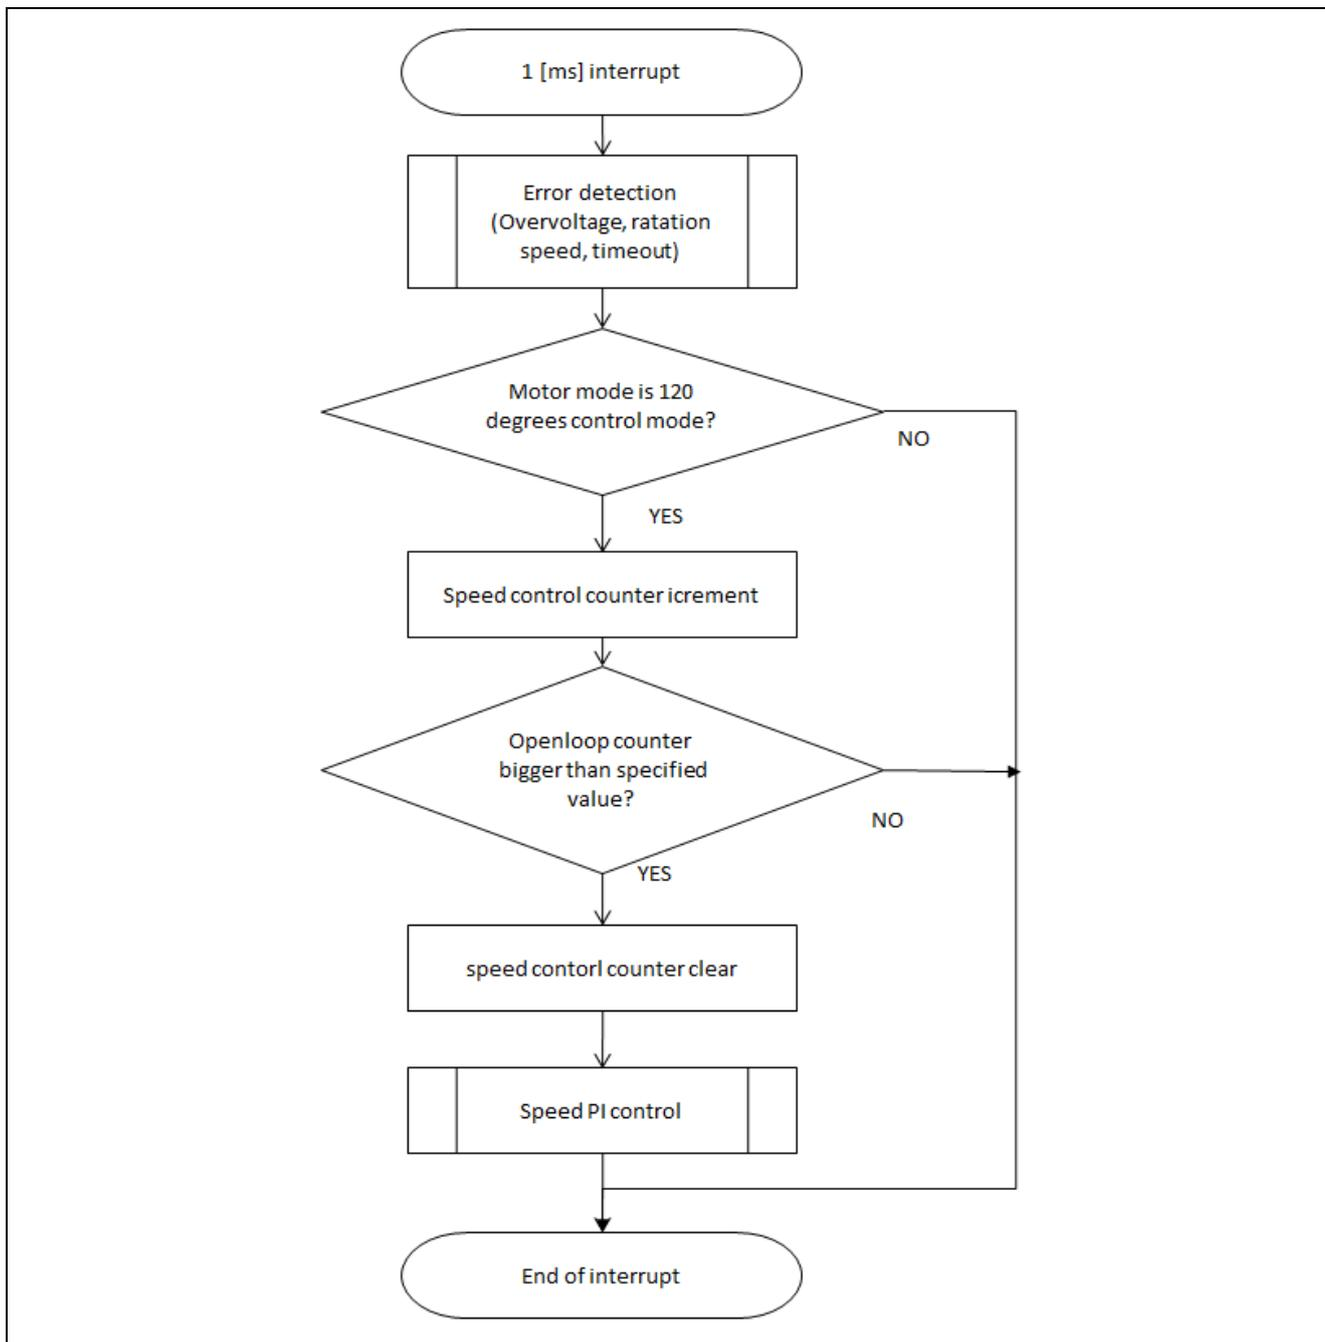 1 [ms] interrupt
Error detection
(Overvoltage, ratation
speed, timeout)
Motor mode is 120
degrees control mode?
NO
YES
Speed control counter icrement
Openloop counter
bigger than specified
value?
NO
YES
speed contorl counter clear
Speed PI control
End of interrupt